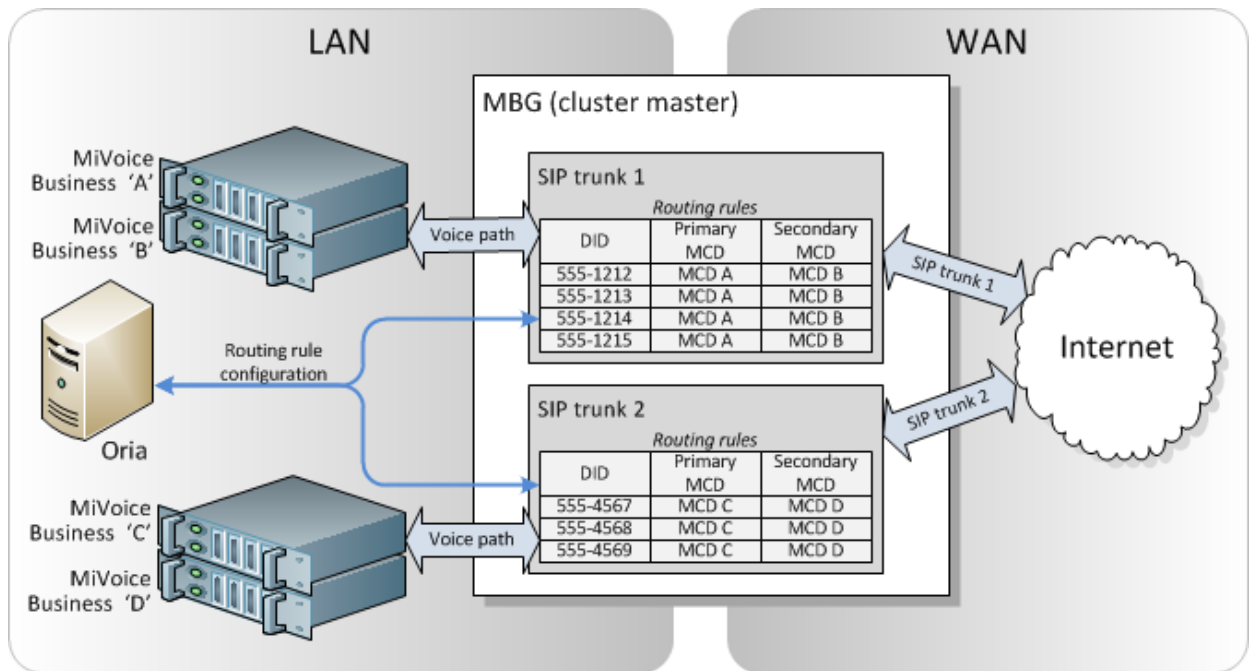 LAN
WAN
MBG (cluster master)
MiVoice
Business 'A'
MiVoice
Business 'B'
Voice path
SIP trunk 1
Routing rules
DID Primary MCD Secondary MCD
555-1212 MCD A MCD B
555-1213 MCD A MCD B
555-1214 MCD A MCD B
555-1215 MCD A MCD B
SIP trunk 1
Internet
Routing rule
configuration
Oria
SIP trunk 2
Routing rules
DID Primary MCD Secondary MCD
555-4567 MCD C MCD D
555-4568 MCD C MCD D
555-4569 MCD C MCD D
SIP trunk 2
MiVoice
Business 'C'
MiVoice
Business 'D'
Voice path